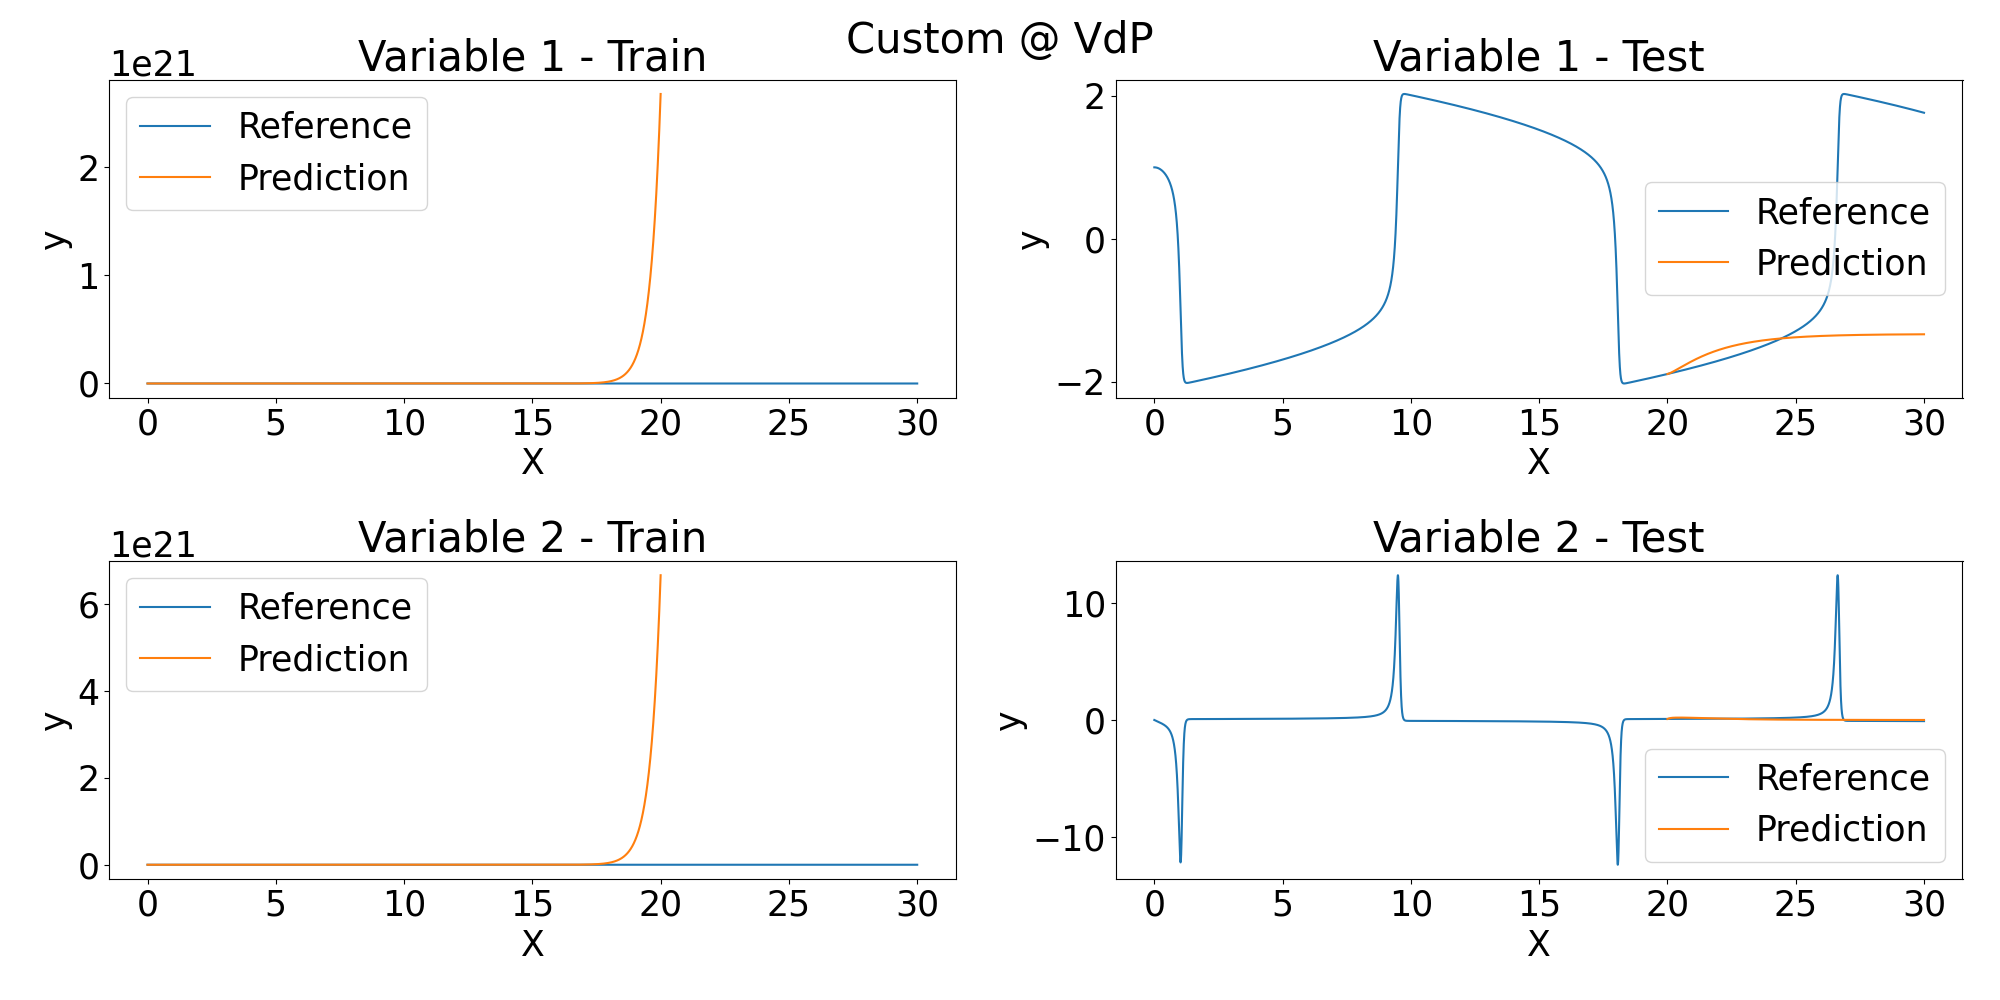 Custom @ VdP
Variable 1 - Train
1e21
Reference
Prediction
y
2
1
0
0 5 10 15 20 25 30
X
Variable 1 - Test
Reference
Prediction
y
2
0
−2
0 5 10 15 20 25 30
X
Variable 2 - Train
1e21
Reference
Prediction
y
6
4
2
0
0 5 10 15 20 25 30
X
Variable 2 - Test
Reference
Prediction
y
10
0
−10
0 5 10 15 20 25 30
X